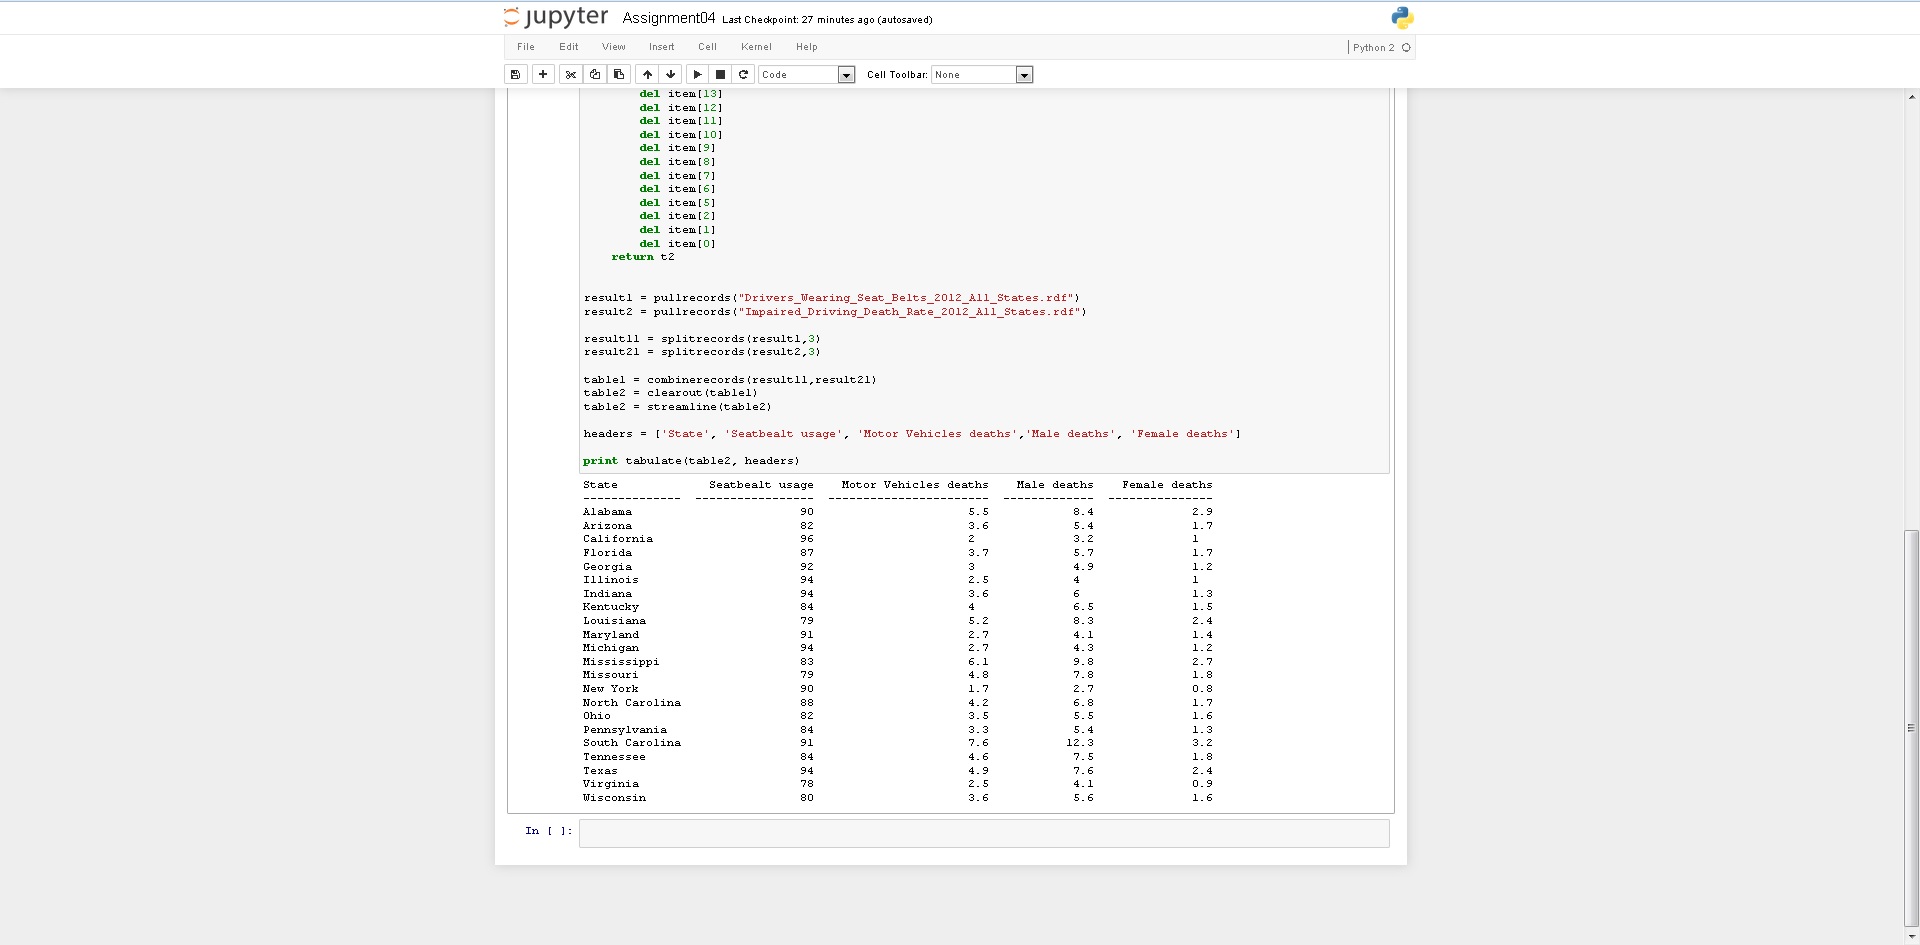 jupyter Assignment04 Last Checkpoint: 27 minutes ago (autosaved)
File Edit View Insert Cell Kernel Help Python 2
Code Cell Toolbar: None
del item[13]
del item[12]
del item[11]
del item[10]
del item[9]
del item[8]
del item[7]
del item[6]
del item[5]
del item[2]
del item[1]
del item[0]
return t2
result1 = pullrecords("Drivers_Wearing_Seat_Belts_2012_All_States.rdf")
result2 = pullrecords("Impaired_Driving_Death_Rate_2012_All_States.rdf")
result11 = splitrecords(result1,3)
result21 = splitrecords(result2,3)
table1 = combinerecords(result11,result21)
table2 = clearout(table1)
table2 = streamline(table2)
headers = ['State', 'Seatbealt usage', 'Motor Vehicles deaths','Male deaths', 'Female deaths']
print tabulate(table2, headers)
State Seatbealt usage Motor Vehicles deaths Male deaths Female deaths
-------------- ----------------- ----------------------- ------------- ---------------
Alabama 90 5.5 8.4 2.9
Arizona 82 3.6 5.4 1.7
California 96 2 3.2 1
Florida 87 3.7 5.7 1.7
Georgia 92 3 4.9 1.2
Illinois 94 2.5 4 1
Indiana 94 3.6 6 1.3
Kentucky 84 4 6.5 1.5
Louisiana 79 5.2 8.3 2.4
Maryland 91 2.7 4.1 1.4
Michigan 94 2.7 4.3 1.2
Mississippi 83 6.1 9.8 2.7
Missouri 79 4.8 7.8 1.8
New York 90 1.7 2.7 0.8
North Carolina 88 4.2 6.8 1.7
Ohio 82 3.5 5.5 1.6
Pennsylvania 84 3.3 5.4 1.3
South Carolina 91 7.6 12.3 3.2
Tennessee 84 4.6 7.5 1.8
Texas 94 4.9 7.6 2.4
Virginia 78 2.5 4.1 0.9
Wisconsin 80 3.6 5.6 1.6
In [ ]: